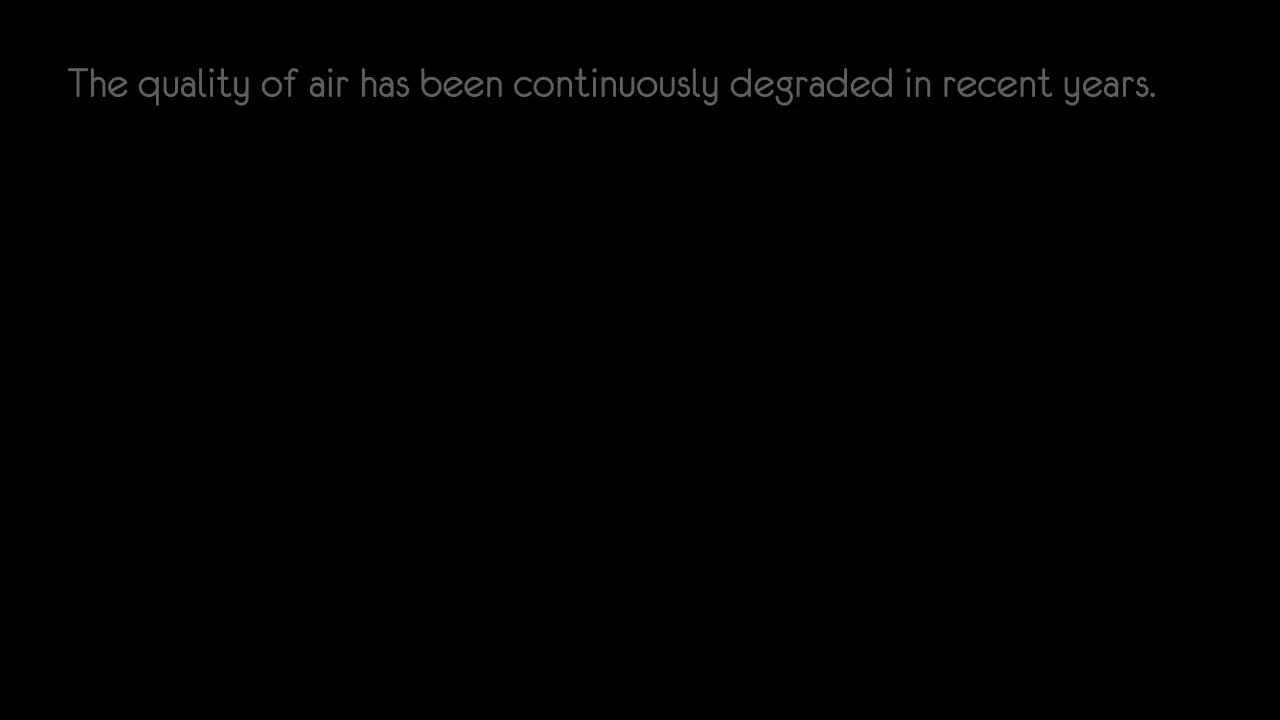 The quality of air has been continuously degraded in recent years.